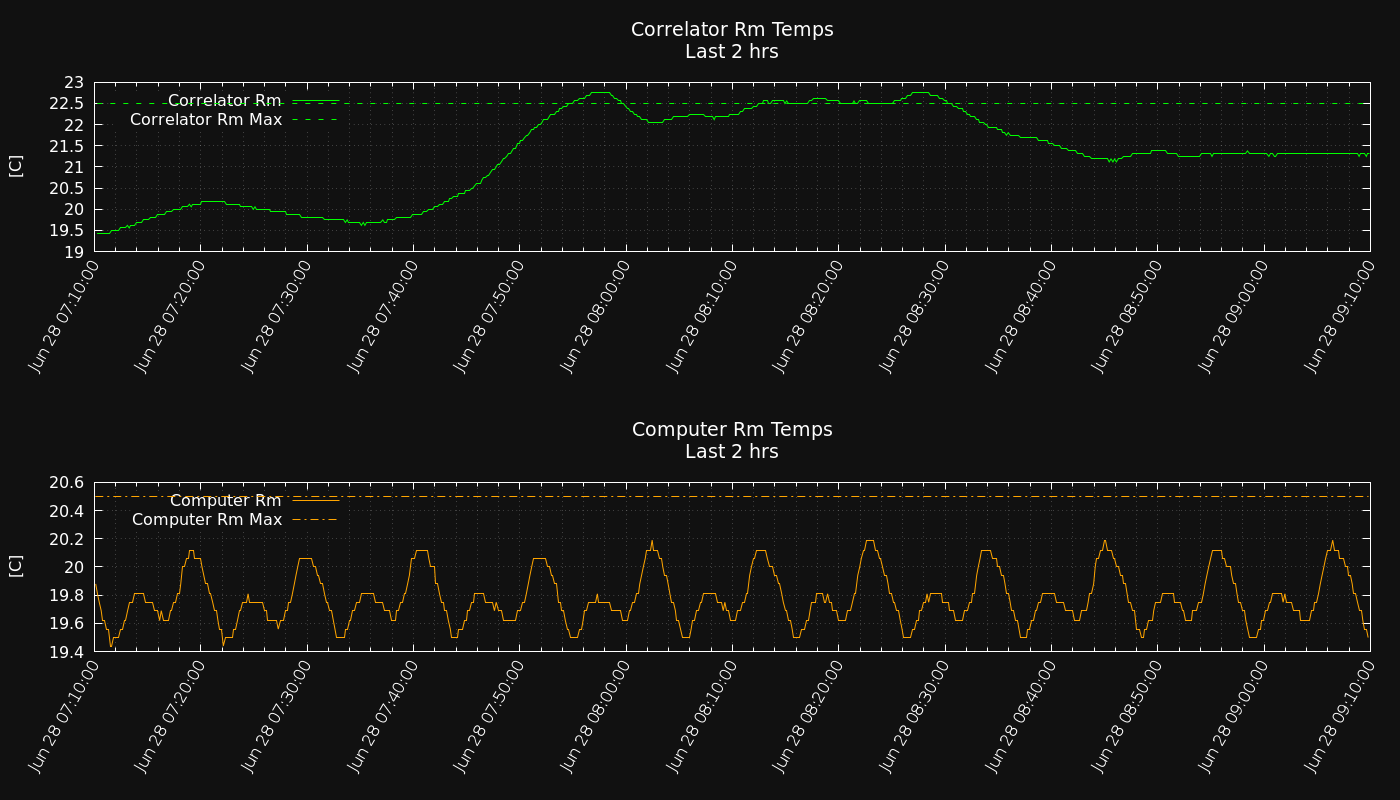 Correlator Rm Temps
Last 2 hrs
23
22.5
22
21.5
21
20.5
20
19.5
19
[C]
Correlator Rm
Correlator Rm Max
Jun 28 07:10:00
Jun 28 07:20:00
Jun 28 07:30:00
Jun 28 07:40:00
Jun 28 07:50:00
Jun 28 08:00:00
Jun 28 08:10:00
Jun 28 08:20:00
Jun 28 08:30:00
Jun 28 08:40:00
Jun 28 08:50:00
Jun 28 09:00:00
Jun 28 09:10:00
Computer Rm Temps
Last 2 hrs
20.6
20.4
20.2
20
19.8
19.6
19.4
[C]
Computer Rm
Computer Rm Max
Jun 28 07:10:00
Jun 28 07:20:00
Jun 28 07:30:00
Jun 28 07:40:00
Jun 28 07:50:00
Jun 28 08:00:00
Jun 28 08:10:00
Jun 28 08:20:00
Jun 28 08:30:00
Jun 28 08:40:00
Jun 28 08:50:00
Jun 28 09:00:00
Jun 28 09:10:00